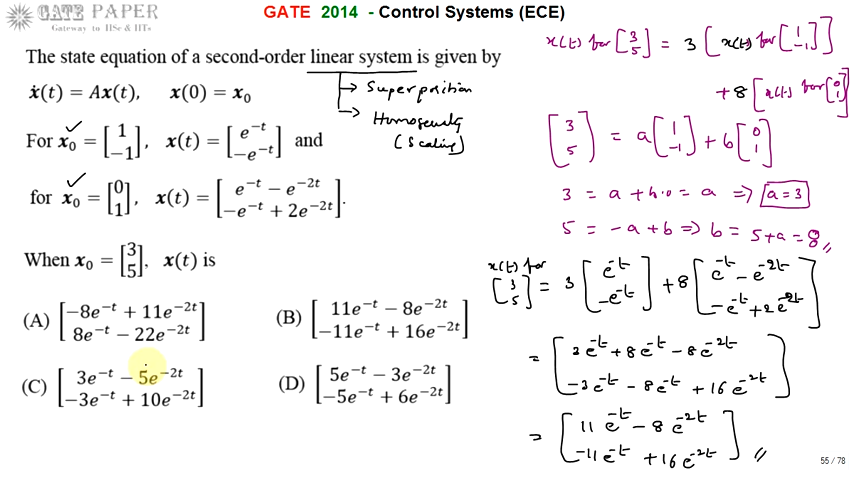 GATE PAPER
Gateway to IISc & IITs
GATE 2014 - Control Systems (ECE)
The state equation of a second-order linear system is given by
ẋ(t) = Ax(t), x(0) = x₀
→ Superposition
→ Homogeneity
(Scaling)
For x₀ = [1; −1], x(t) = [e^−t; −e^−t] and
for x₀ = [0; 1], x(t) = [e^−t − e^−2t; −e^−t + 2e^−2t].
When x₀ = [3; 5], x(t) is
(A) [−8e^−t + 11e^−2t; 8e^−t − 22e^−2t]
(B) [11e^−t − 8e^−2t; −11e^−t + 16e^−2t]
(C) [3e^−t − 5e^−2t; −3e^−t + 10e^−2t]
(D) [5e^−t − 3e^−2t; −5e^−t + 6e^−2t]
x(t) for [3; 5] = 3 [x(t) for [1; −1]]
+ 8 [x(t) for [0; 1]]
[3; 5] = a [1; −1] + b [0; 1]
3 = a + b·0 = a ⇒ a = 3
5 = −a + b ⇒ b = 5+a = 8
x(t) for [3; 5] = 3 [e^−t; −e^−t] + 8 [e^−t − e^−2t; −e^−t + 2e^−2t]
= [3e^−t + 8e^−t − 8e^−2t; −3e^−t − 8e^−t + 16e^−2t]
= [11e^−t − 8e^−2t; −11e^−t + 16e^−2t]
55 / 78